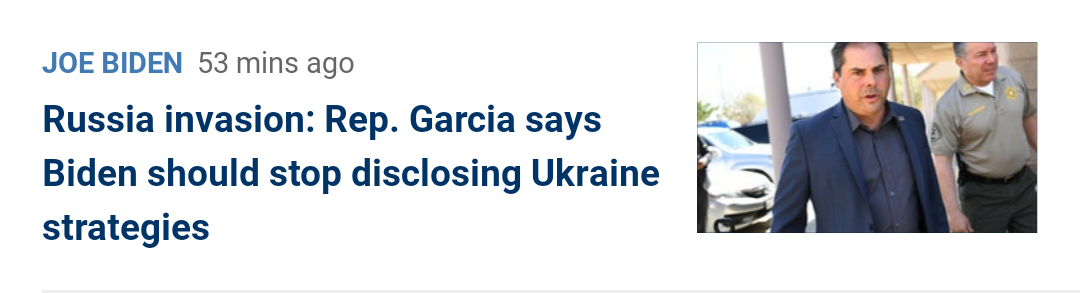 JOE BIDEN 53 mins ago
Russia invasion: Rep. Garcia says
Biden should stop disclosing Ukraine
strategies